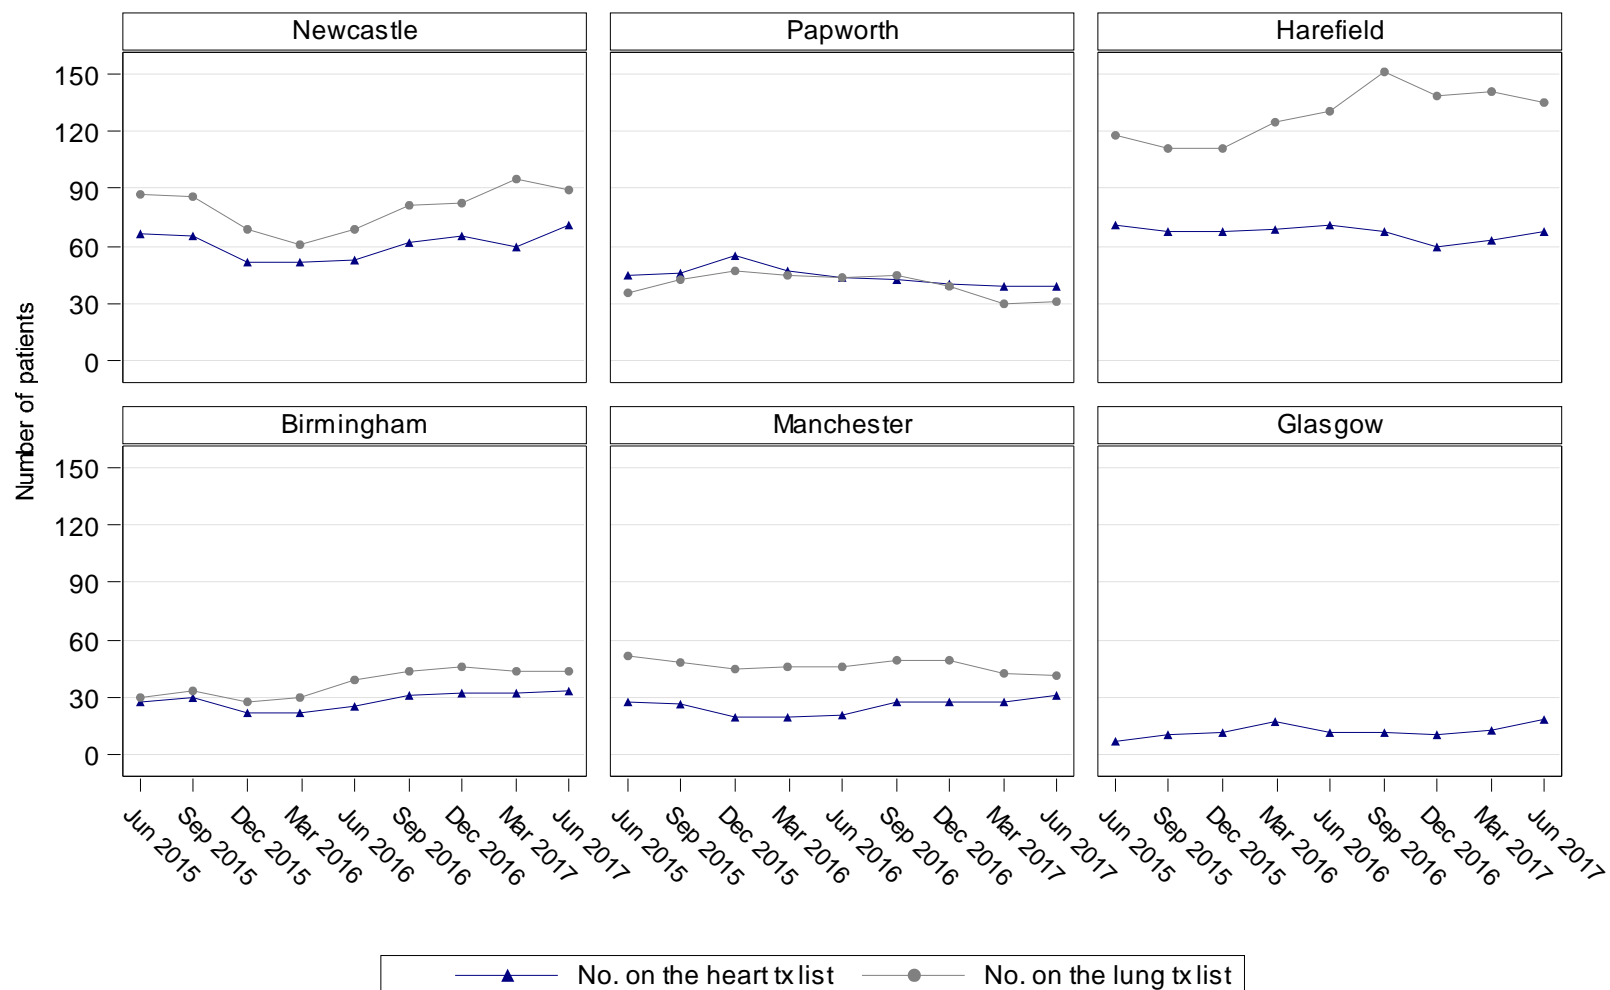 Newcastle Papworth Harefield
150
120
90
60
30
0
Number of patients
Birmingham Manchester Glasgow
150
120
90
60
30
0
Jun 2015 Sep 2015 Dec 2015 Mar 2016 Jun 2016 Sep 2016 Dec 2016 Mar 2017 Jun 2017
Jun 2015 Sep 2015 Dec 2015 Mar 2016 Jun 2016 Sep 2016 Dec 2016 Mar 2017 Jun 2017
Jun 2015 Sep 2015 Dec 2015 Mar 2016 Jun 2016 Sep 2016 Dec 2016 Mar 2017 Jun 2017
No. on the heart tx list No. on the lung tx list